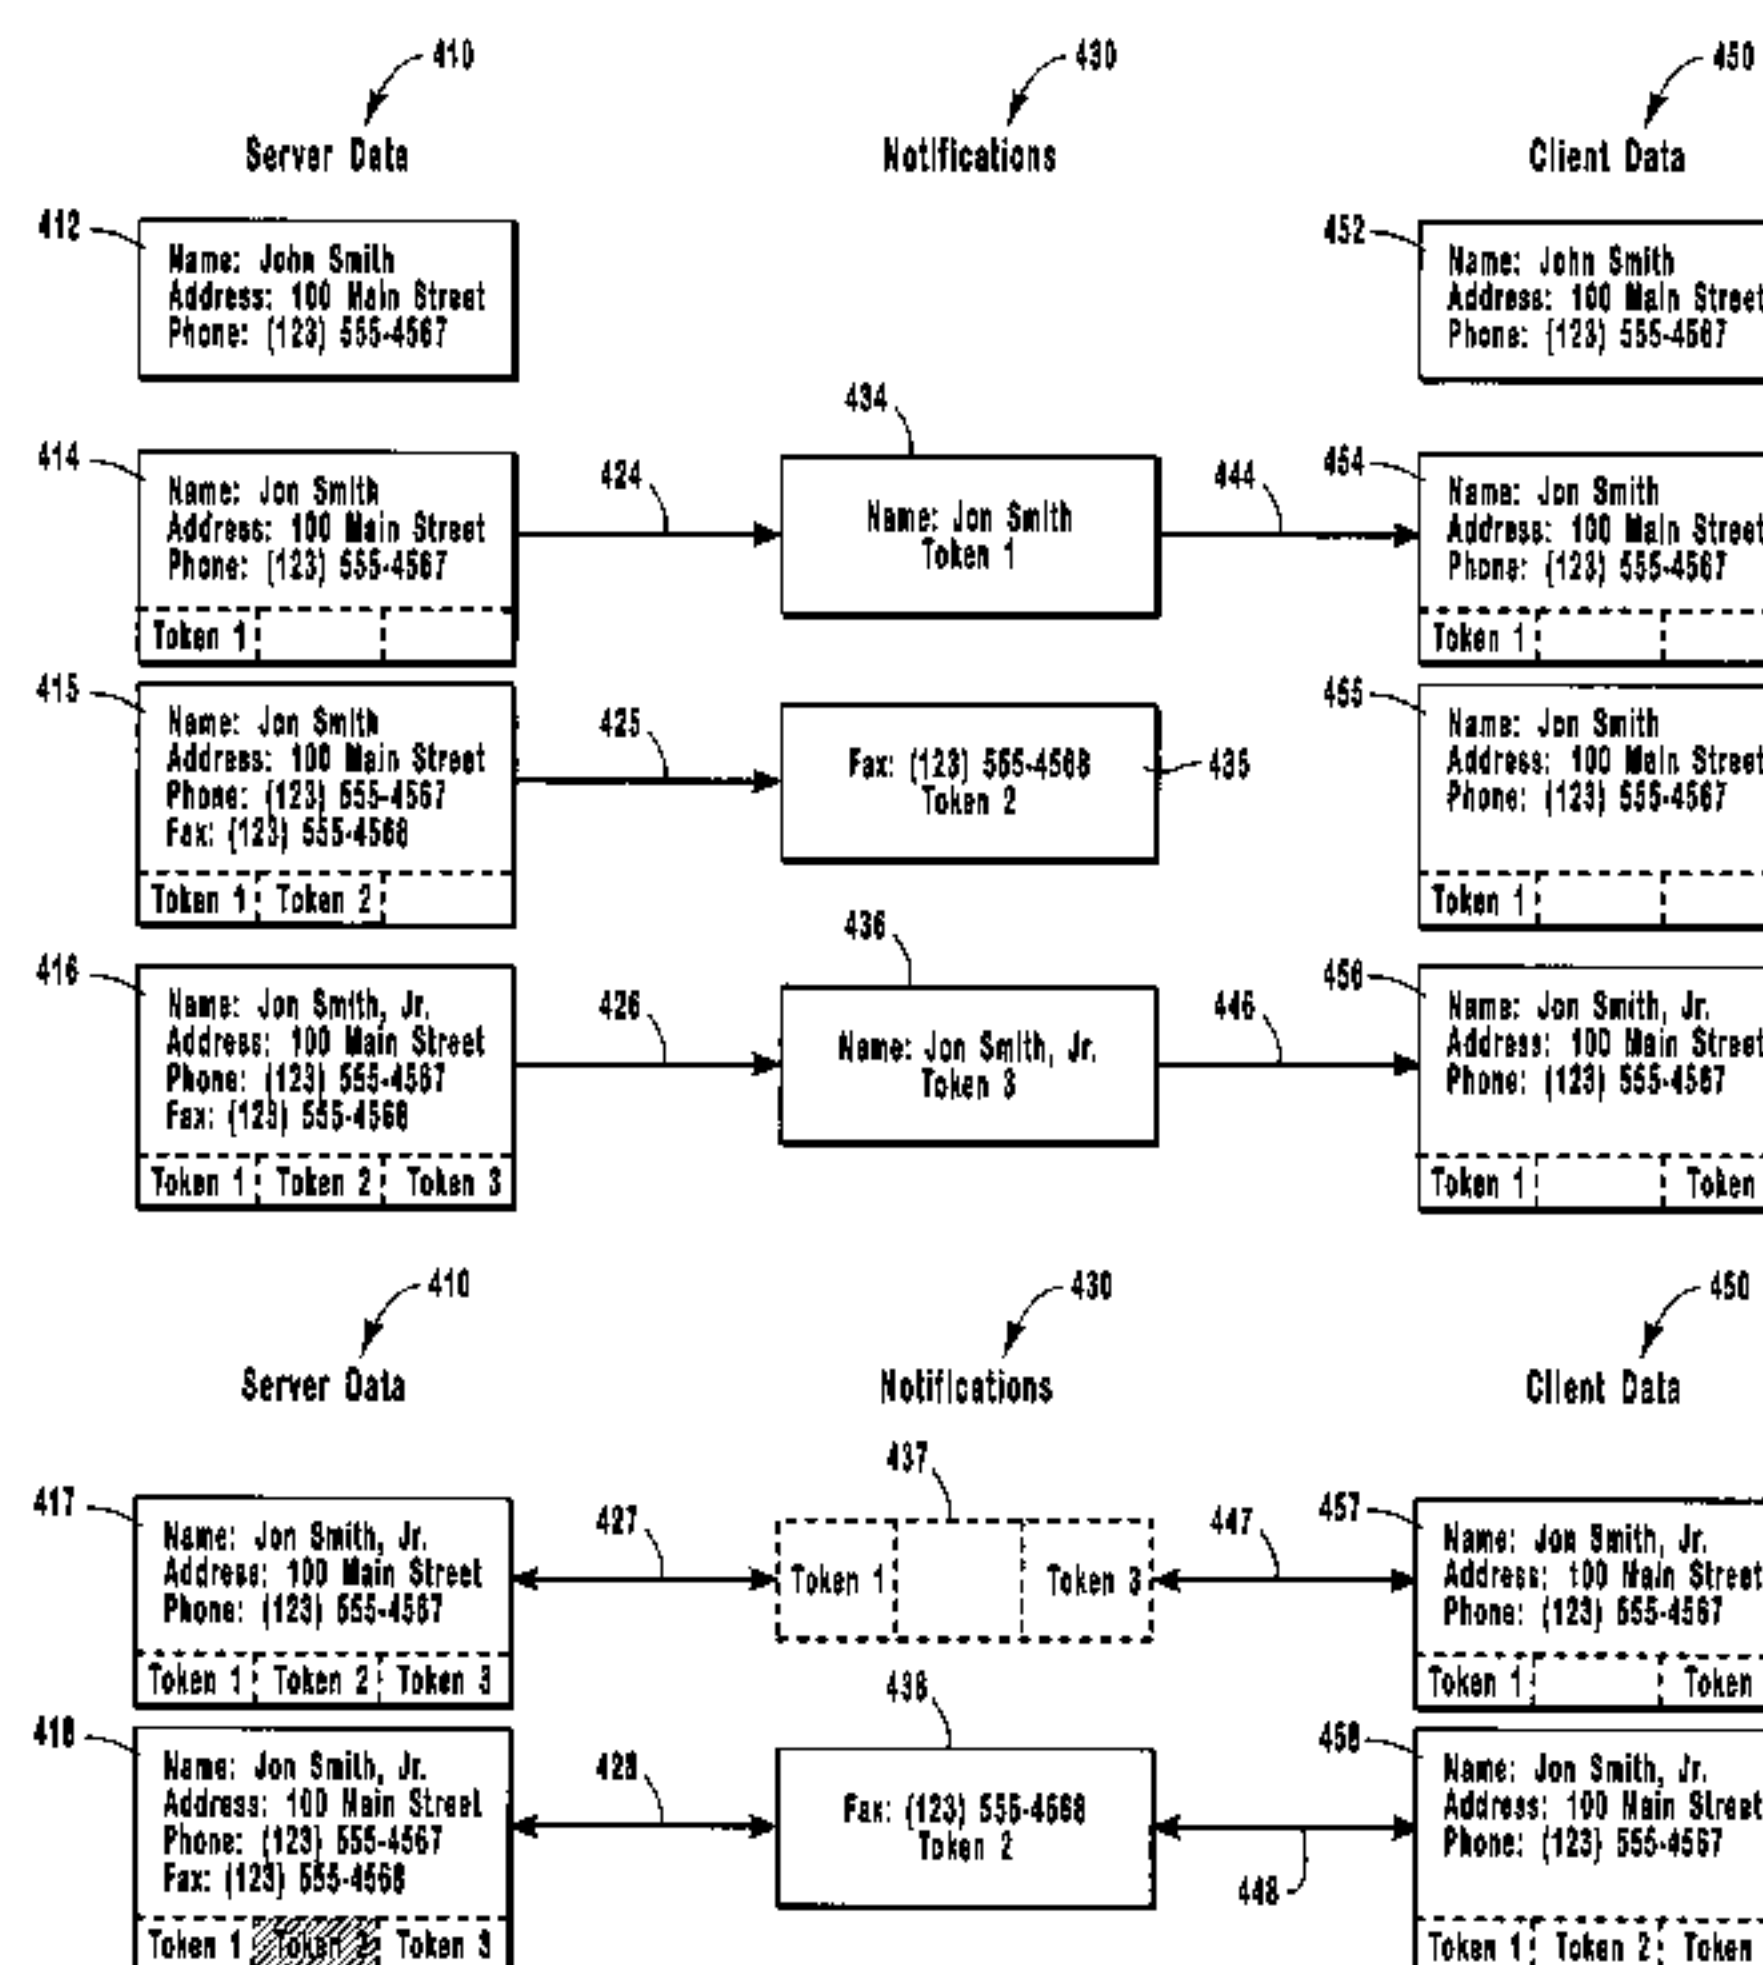 410
430
450
Server Data
Notifications
Client Data
412
Name: John Smith
Address: 100 Main Street
Phone: (123) 555-4567
452
Name: John Smith
Address: 100 Main Street
Phone: (123) 555-4567
414
Name: Jon Smith
Address: 100 Main Street
Phone: (123) 555-4567
Token 1
424
434
Name: Jon Smith
Token 1
444
454
Name: Jon Smith
Address: 100 Main Street
Phone: (123) 555-4567
Token 1
415
Name: Jon Smith
Address: 100 Main Street
Phone: (123) 555-4567
Fax: (123) 555-4568
Token 1 Token 2
425
Fax: (123) 555-4568
Token 2
435
455
Name: Jon Smith
Address: 100 Main Street
Phone: (123) 555-4567
Token 1
416
Name: Jon Smith, Jr.
Address: 100 Main Street
Phone: (123) 555-4567
Fax: (123) 555-4568
Token 1 Token 2 Token 3
426
436
Name: Jon Smith, Jr.
Token 3
446
456
Name: Jon Smith, Jr.
Address: 100 Main Street
Phone: (123) 555-4567
Token 1 Token
410
430
450
Server Data
Notifications
Client Data
417
Name: Jon Smith, Jr.
Address: 100 Main Street
Phone: (123) 555-4567
Token 1 Token 2 Token 3
427
437
Token 1 Token 3
447
457
Name: Jon Smith, Jr.
Address: 100 Main Street
Phone: (123) 555-4567
Token 1 Token
418
Name: Jon Smith, Jr.
Address: 100 Main Street
Phone: (123) 555-4567
Fax: (123) 555-4568
Token 1 Token 2 Token 3
428
438
Fax: (123) 555-4568
Token 2
448
458
Name: Jon Smith, Jr.
Address: 100 Main Street
Phone: (123) 555-4567
Token 1 Token 2 Token